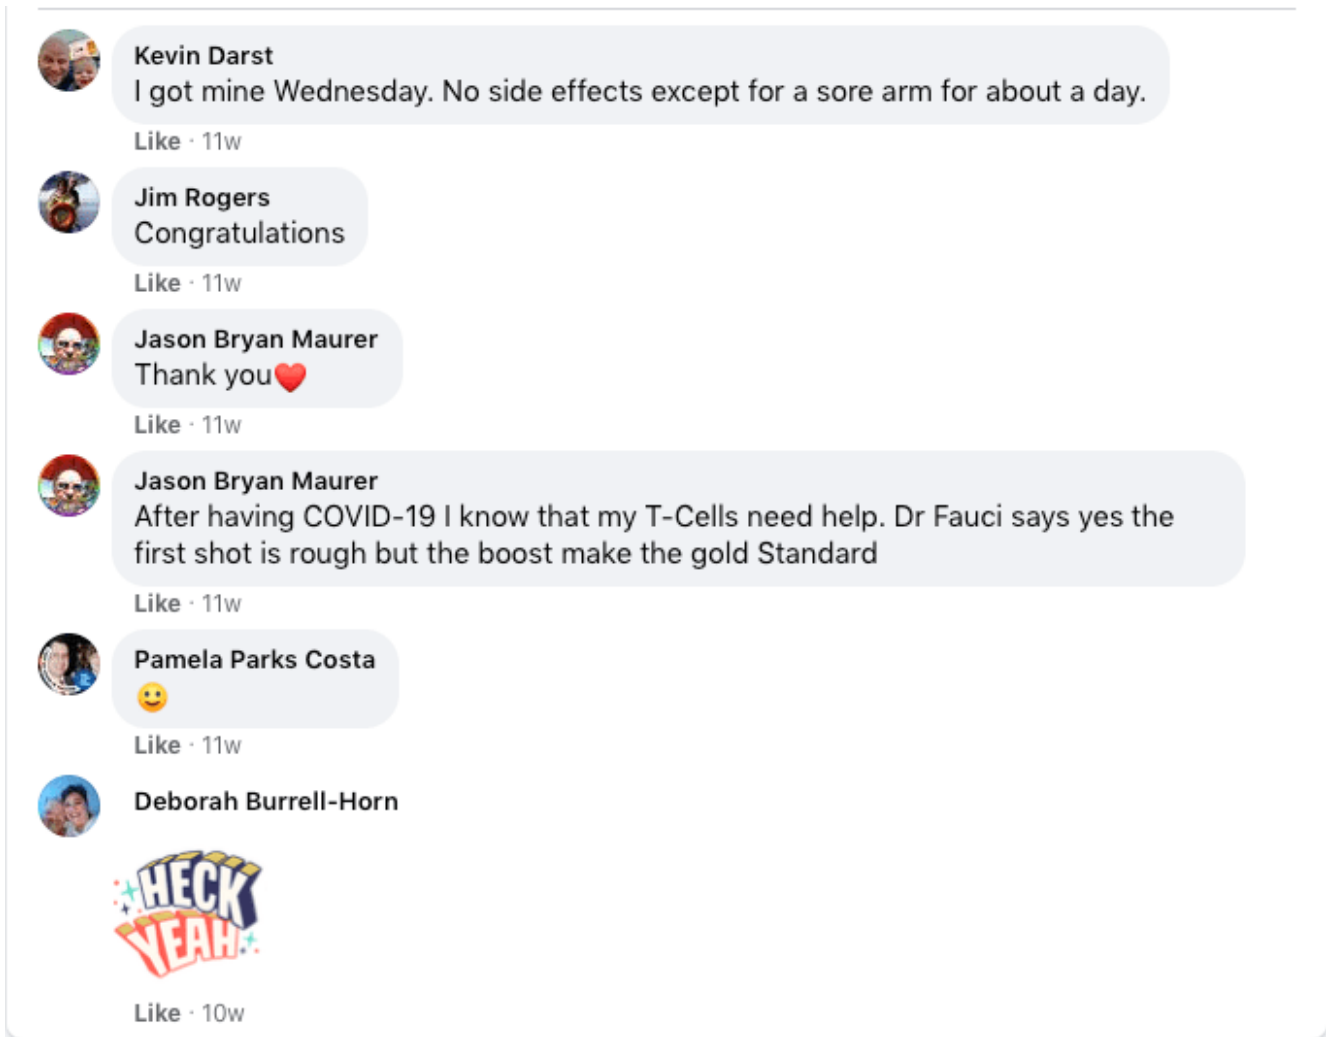 Kevin Darst
I got mine Wednesday. No side effects except for a sore arm for about a day.
Like · 11w
Jim Rogers
Congratulations
Like · 11w
Jason Bryan Maurer
Thank you❤️
Like · 11w
Jason Bryan Maurer
After having COVID-19 I know that my T-Cells need help. Dr Fauci says yes the
first shot is rough but the boost make the gold Standard
Like · 11w
Pamela Parks Costa
🙂
Like · 11w
Deborah Burrell-Horn
HECK
YEAH
Like · 10w